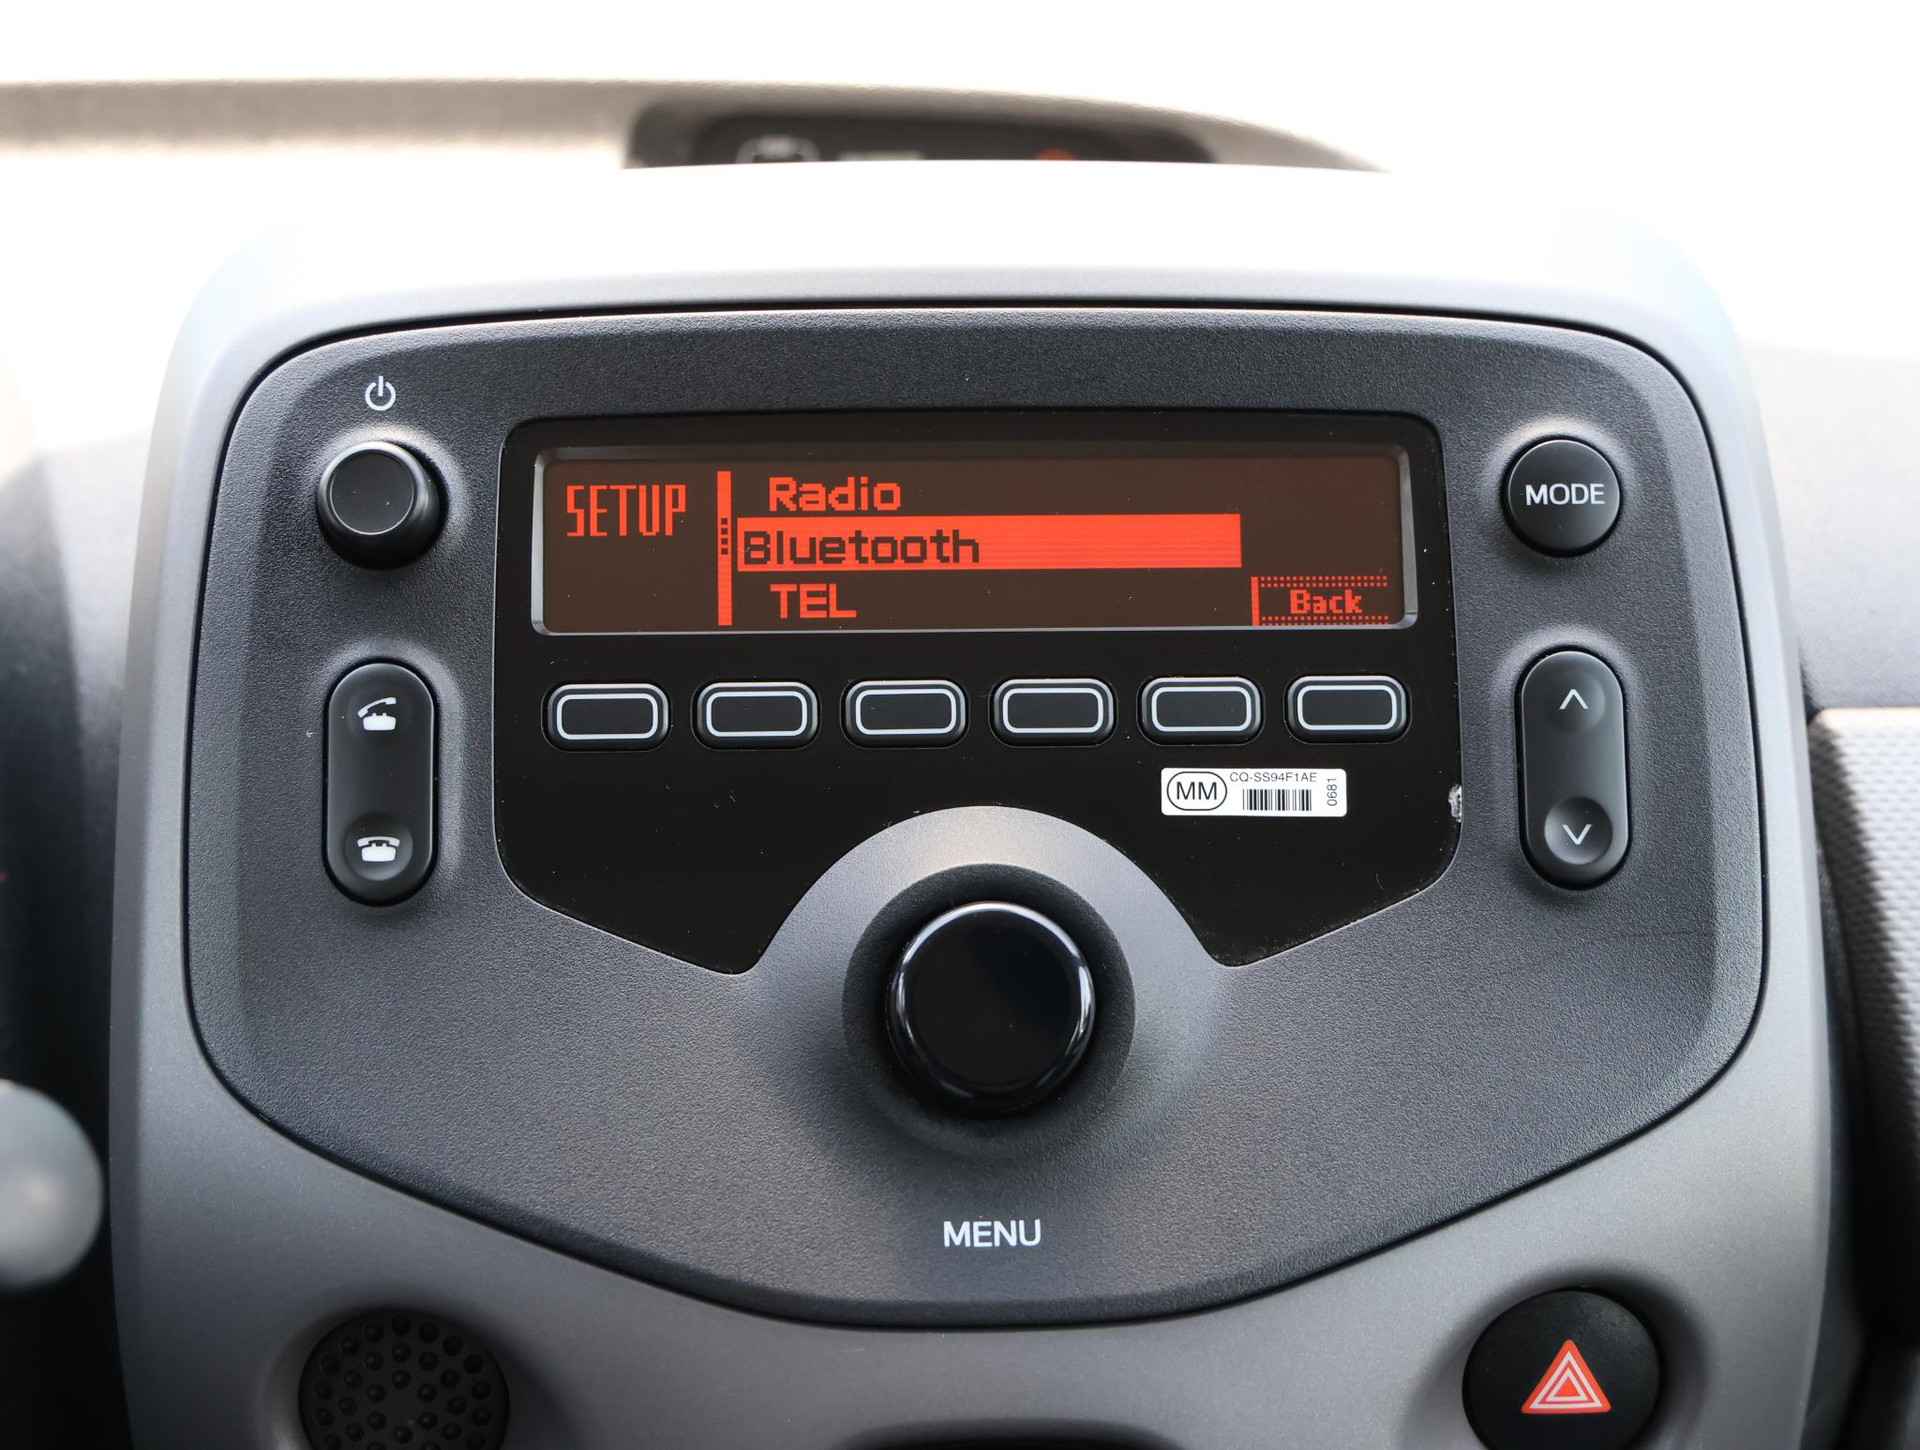 SETUP
Radio
Bluetooth
TEL
Back
MODE
CQ-SS94F1AE
MM
0681
MENU